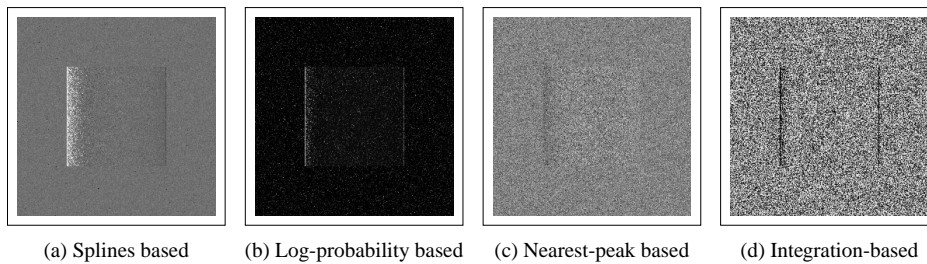 (a) Splines based (b) Log-probability based (c) Nearest-peak based (d) Integration-based